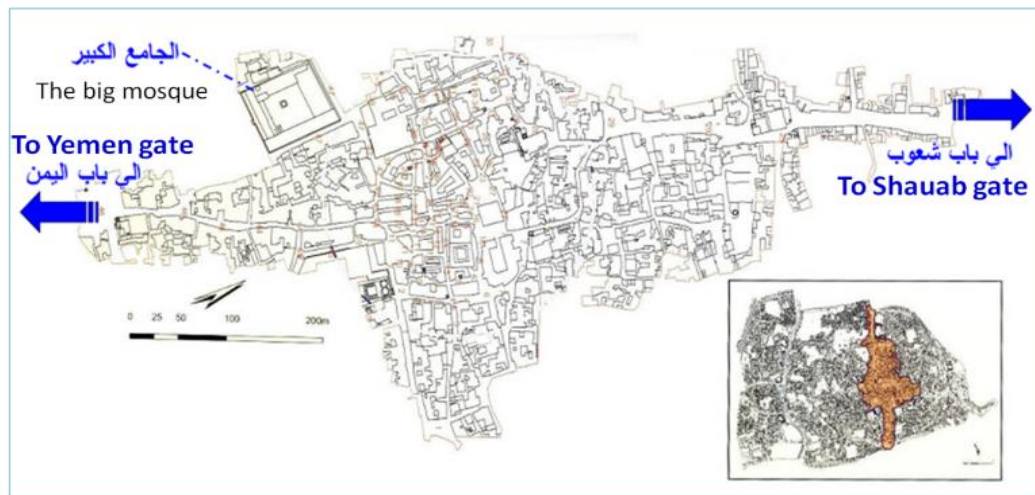 الجامع الكبير
The big mosque
To Yemen gate
الي باب اليمن
الي باب شعوب
To Shauab gate
0 25 50 100 200m